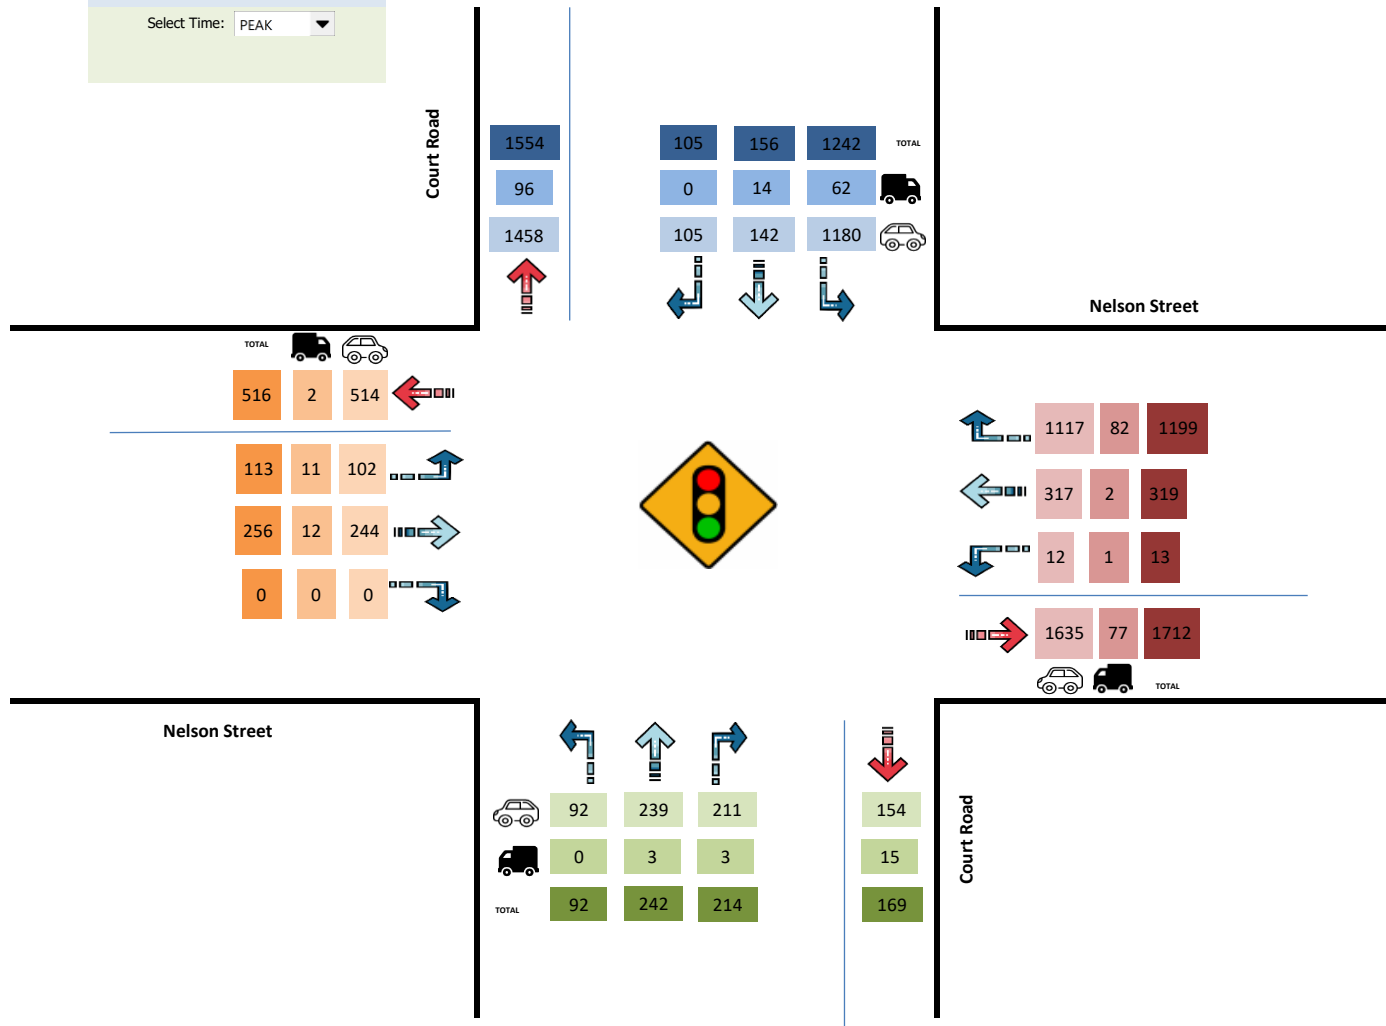 Select Time: PEAK
Court Road
1554 105 156 1242 TOTAL
96 0 14 62
1458 105 142 1180
Nelson Street
TOTAL
516 2 514
113 11 102
256 12 244
0 0 0
1117 82 1199
317 2 319
12 1 13
1635 77 1712
TOTAL
Nelson Street
92 239 211 154
0 3 3 15
TOTAL 92 242 214 169
Court Road